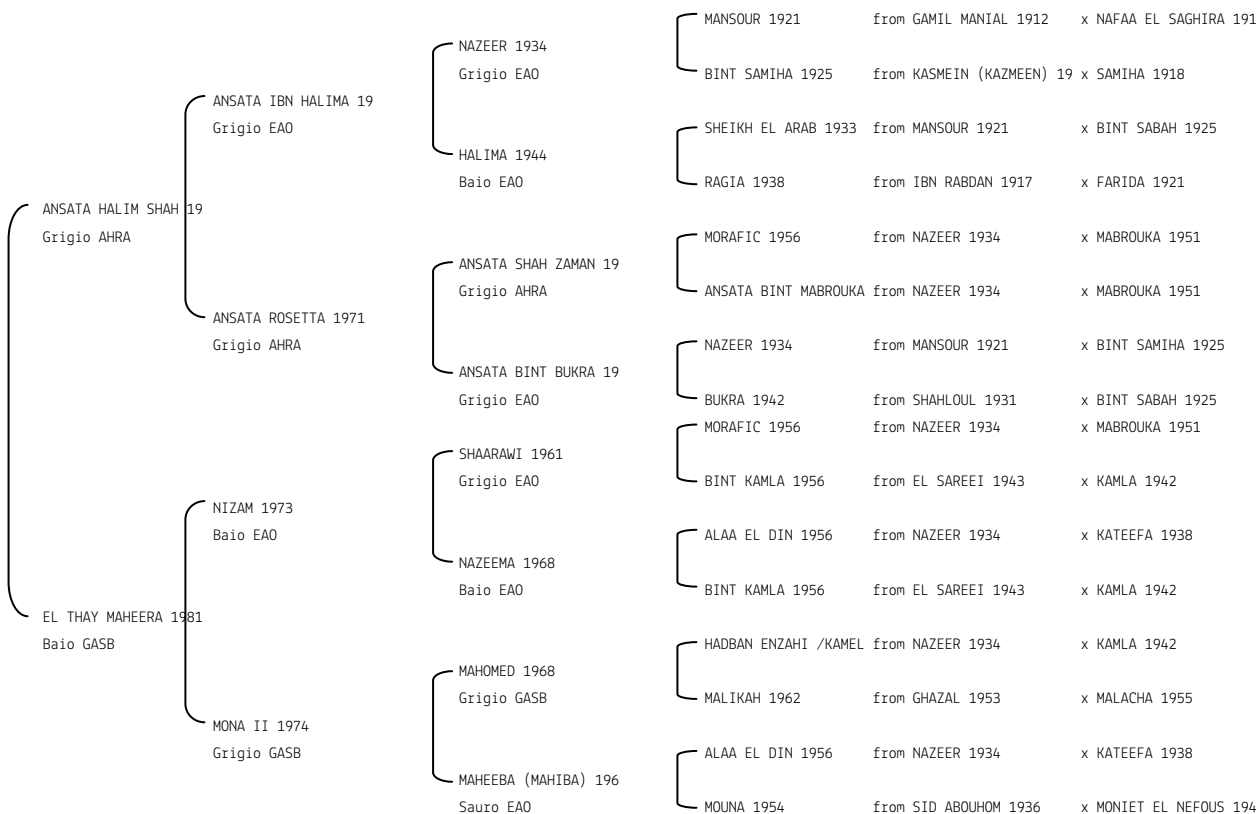 MANSOUR 1921 from GAMIL MANIAL 1912 x NAFAA EL SAGHIRA 191
NAZEER 1934
Grigio EAO BINT SAMIHA 1925 from KASMEIN (KAZMEEN) 19 x SAMIHA 1918
ANSATA IBN HALIMA 19
Grigio EAO SHEIKH EL ARAB 1933 from MANSOUR 1921 x BINT SABAH 1925
HALIMA 1944
Baio EAO RAGIA 1938 from IBN RABDAN 1917 x FARIDA 1921
ANSATA HALIM SHAH 19
Grigio AHRA MORAFIC 1956 from NAZEER 1934 x MABROUKA 1951
ANSATA SHAH ZAMAN 19
Grigio AHRA ANSATA BINT MABROUKA from NAZEER 1934 x MABROUKA 1951
ANSATA ROSETTA 1971
Grigio AHRA NAZEER 1934 from MANSOUR 1921 x BINT SAMIHA 1925
ANSATA BINT BUKRA 19
Grigio EAO BUKRA 1942 from SHAHLOUL 1931 x BINT SABAH 1925
MORAFIC 1956 from NAZEER 1934 x MABROUKA 1951
SHAARAWI 1961
Grigio EAO BINT KAMLA 1956 from EL SAREEI 1943 x KAMLA 1942
NIZAM 1973
Baio EAO ALAA EL DIN 1956 from NAZEER 1934 x KATEEFA 1938
NAZEEMA 1968
Baio EAO BINT KAMLA 1956 from EL SAREEI 1943 x KAMLA 1942
EL THAY MAHEERA 1981
Baio GASB HADBAN ENZAHI /KAMEL from NAZEER 1934 x KAMLA 1942
MAHOMED 1968
Grigio GASB MALIKAH 1962 from GHAZAL 1953 x MALACHA 1955
MONA II 1974
Grigio GASB ALAA EL DIN 1956 from NAZEER 1934 x KATEEFA 1938
MAHEEBA (MAHIBA) 196
Sauro EAO MOUNA 1954 from SID ABOUHOM 1936 x MONIET EL NEFOUS 194